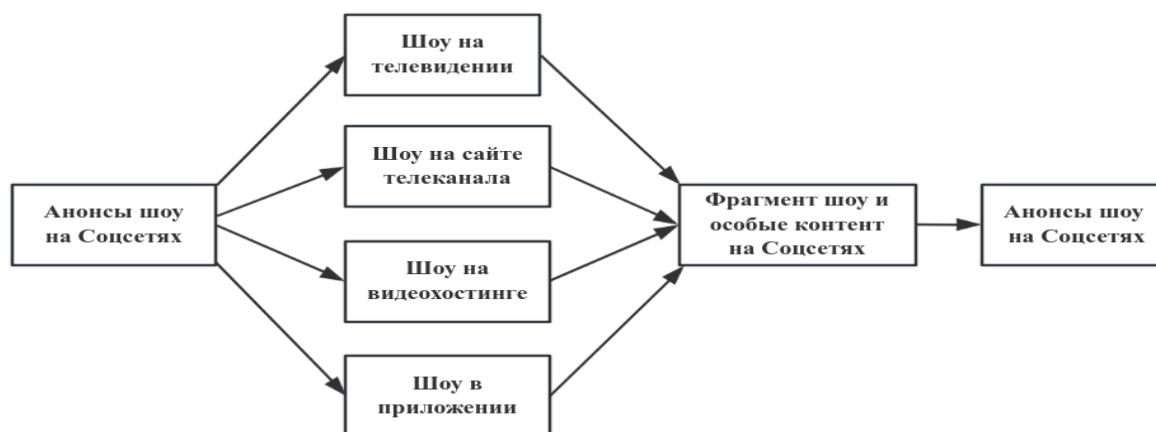 Анонсы шоу
на Соцсетях
Шоу на
телевидении
Шоу на сайте
телеканала
Шоу на
видеохостинге
Шоу в
приложении
Фрагмент шоу и
особые контент
на Соцсетях
Анонсы шоу
на Соцсетях